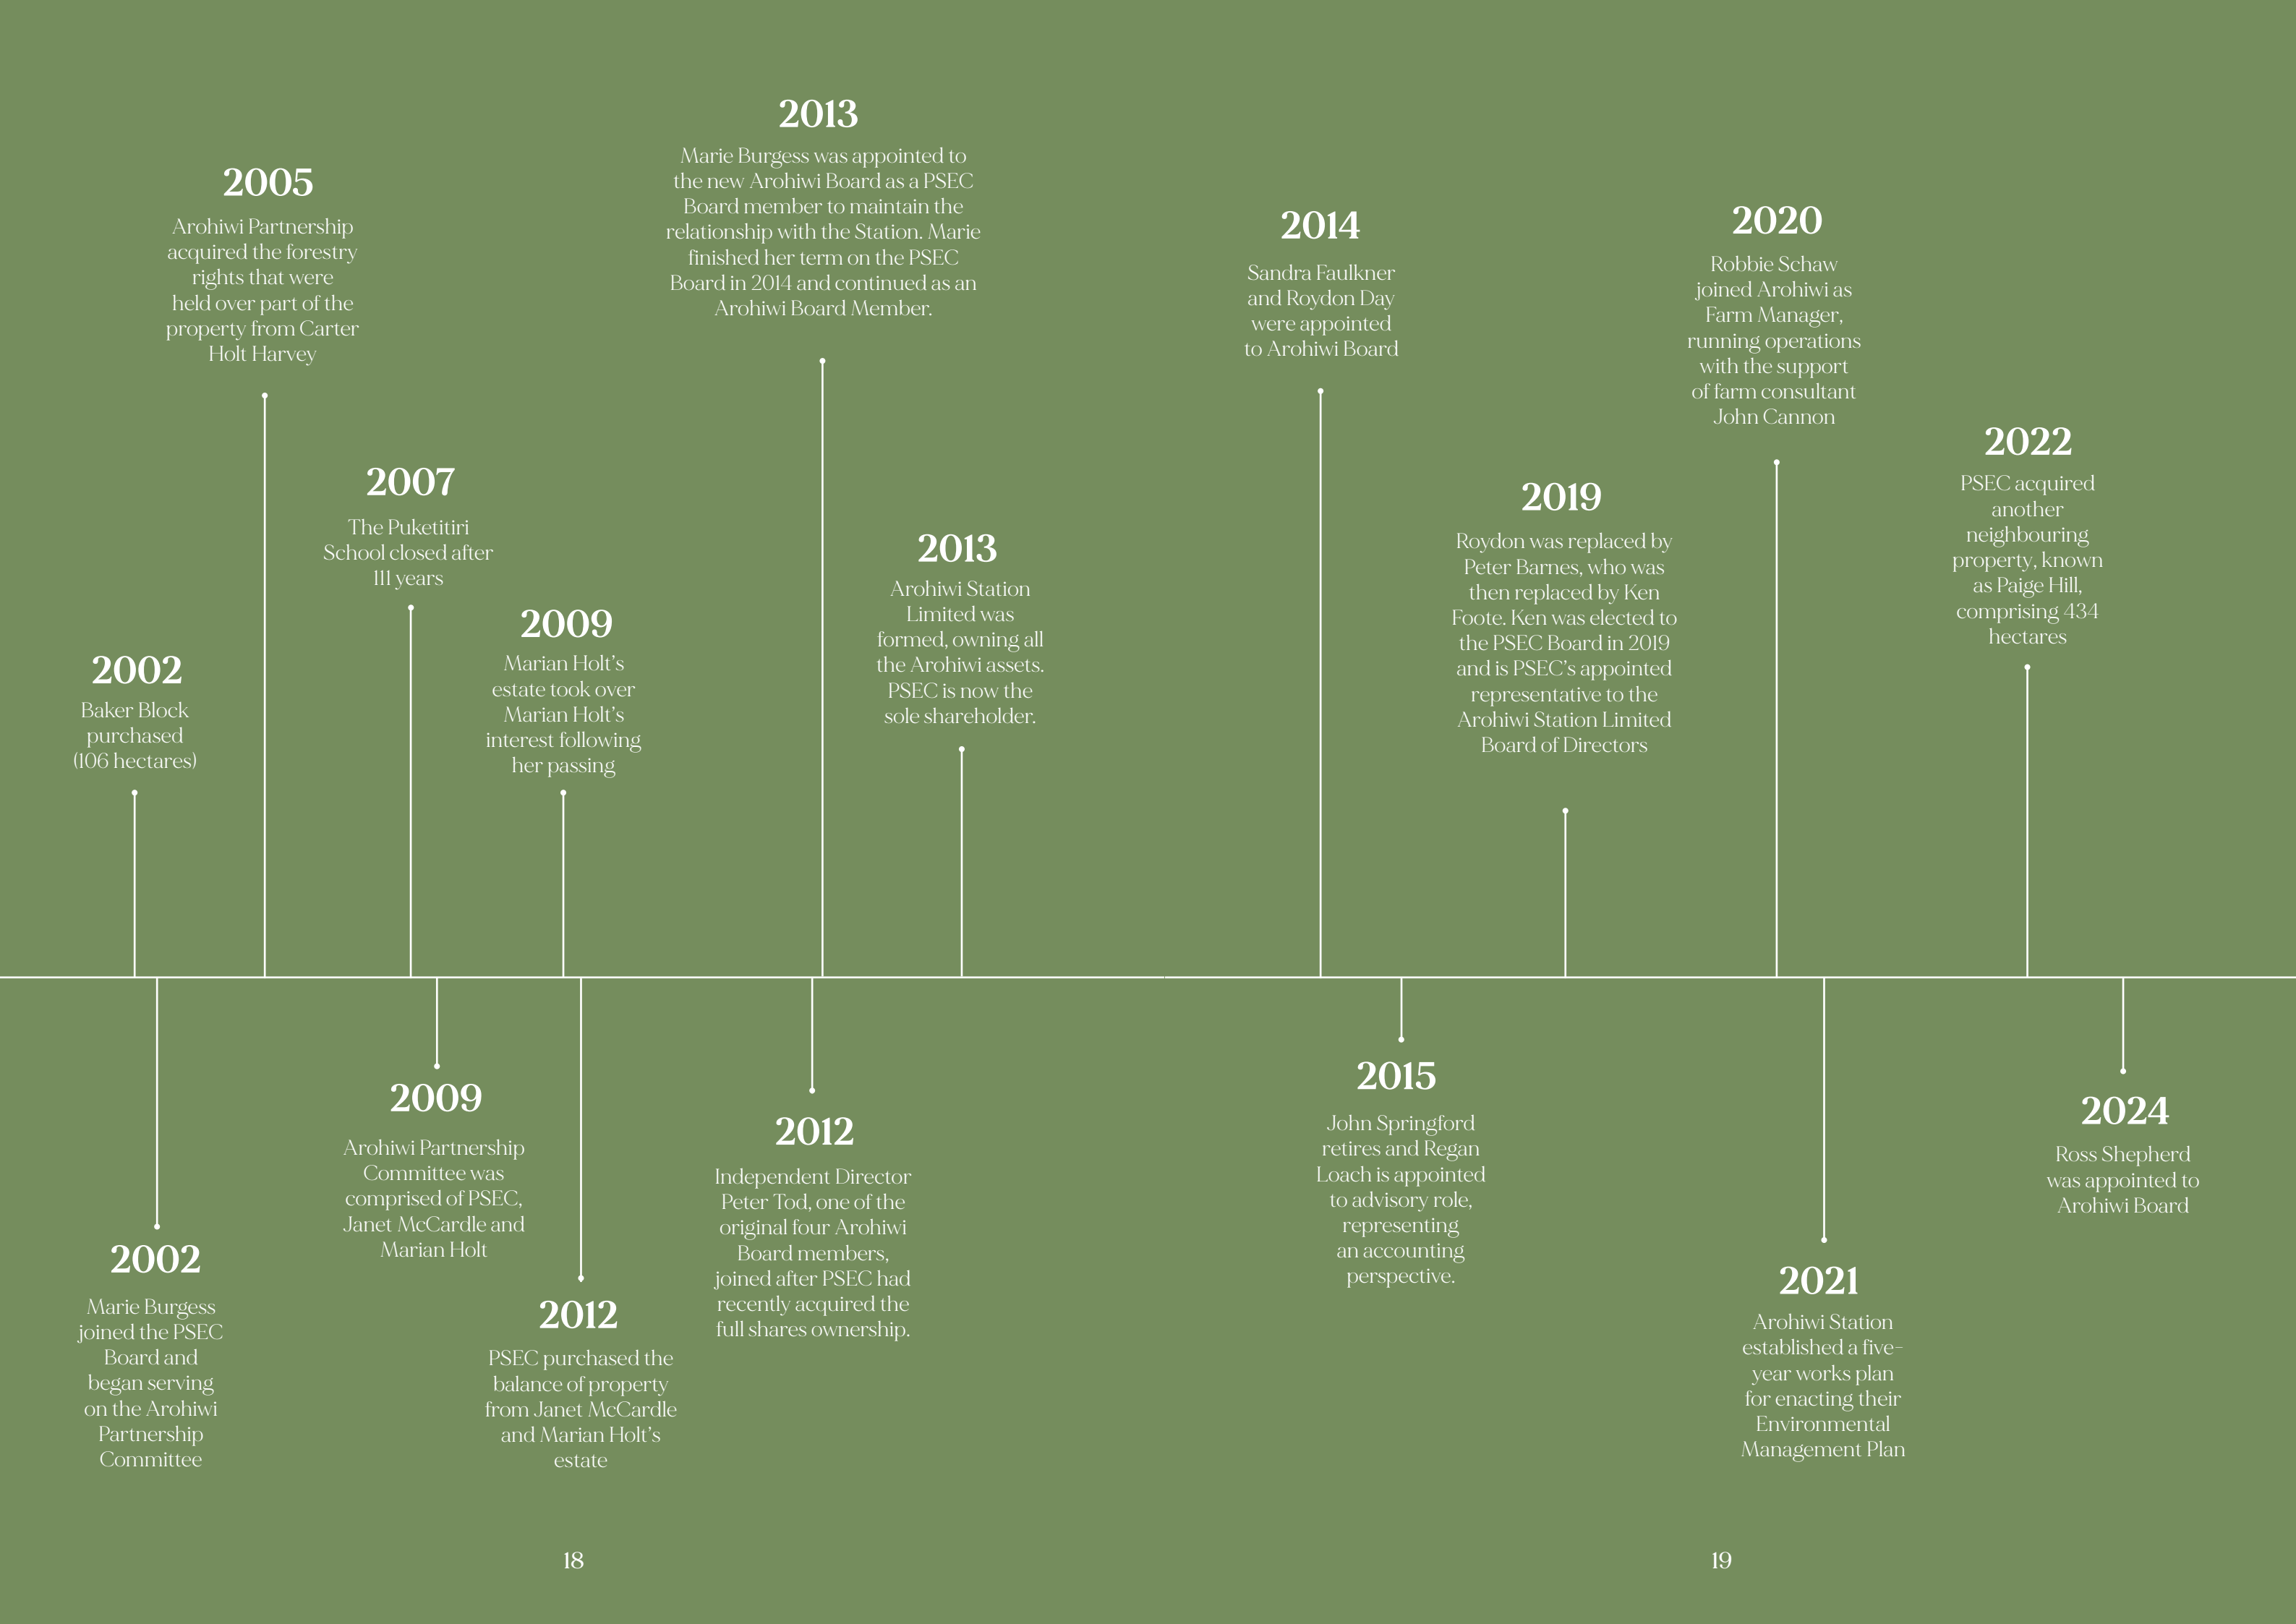 2002
Baker Block
purchased
(106 hectares)
2002
Marie Burgess
joined the PSEC
Board and
began serving
on the Arohiwi
Partnership
Committee
2005
Arohiwi Partnership
acquired the forestry
rights that were
held over part of the
property from Carter
Holt Harvey
2007
The Puketitiri
School closed after
111 years
2009
Arohiwi Partnership
Committee was
comprised of PSEC,
Janet McCardle and
Marian Holt
2009
Marian Holt's
estate took over
Marian Holt's
interest following
her passing
2012
PSEC purchased the
balance of property
from Janet McCardle
and Marian Holt's
estate
2012
Independent Director
Peter Tod, one of the
original four Arohiwi
Board members,
joined after PSEC had
recently acquired the
full shares ownership.
2013
Marie Burgess was appointed to
the new Arohiwi Board as a PSEC
Board member to maintain the
relationship with the Station. Marie
finished her term on the PSEC
Board in 2014 and continued as an
Arohiwi Board Member.
2013
Arohiwi Station
Limited was
formed, owning all
the Arohiwi assets.
PSEC is now the
sole shareholder.
18
2014
Sandra Faulkner
and Roydon Day
were appointed
to Arohiwi Board
2015
John Springford
retires and Regan
Loach is appointed
to advisory role,
representing
an accounting
perspective.
2019
Roydon was replaced by
Peter Barnes, who was
then replaced by Ken
Foote. Ken was elected to
the PSEC Board in 2019
and is PSEC's appointed
representative to the
Arohiwi Station Limited
Board of Directors
2020
Robbie Schaw
joined Arohiwi as
Farm Manager,
running operations
with the support
of farm consultant
John Cannon
2021
Arohiwi Station
established a five-
year works plan
for enacting their
Environmental
Management Plan
2022
PSEC acquired
another
neighbouring
property, known
as Paige Hill,
comprising 434
hectares
2024
Ross Shepherd
was appointed to
Arohiwi Board
19